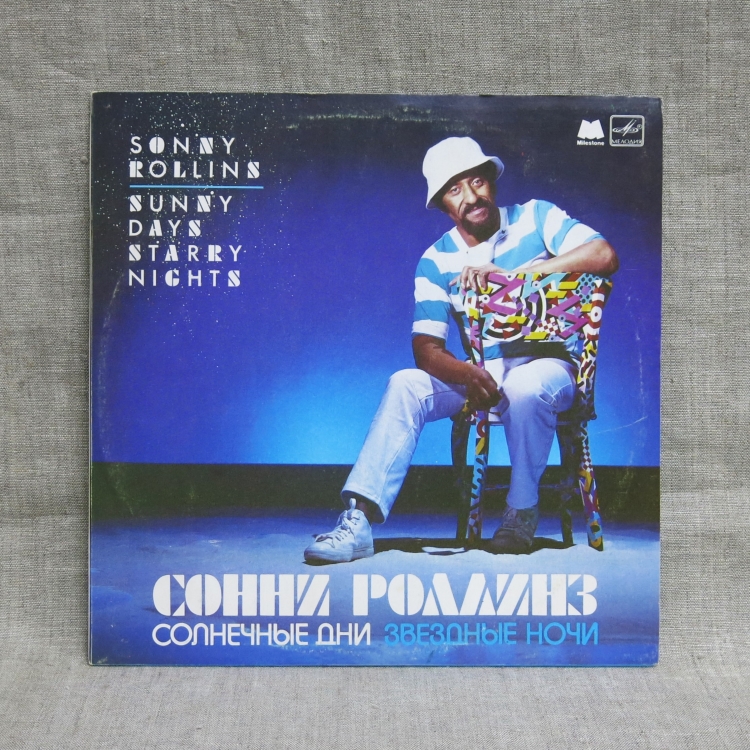 SONNY
ROLLINS
SUNNY
DAYS
STARRY
NIGHTS
Milestone
МЕЛОДИЯ
СОННИ РОЛЛИНЗ
СОЛНЕЧНЫЕ ДНИ ЗВЕЗДНЫЕ НОЧИ